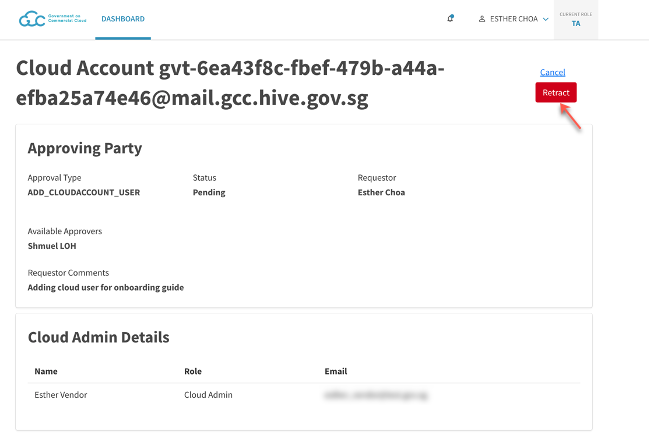 GCC Government on
Commercial Cloud
DASHBOARD
ESTHER CHOA
CURRENT ROLE
TA
Cloud Account gvt-6ea43f8c-fbef-479b-a44a-
efba25a74e46@mail.gcc.hive.gov.sg
Cancel
Retract
Approving Party
Approval Type Status Requestor
ADD_CLOUDACCOUNT_USER Pending Esther Choa
Available Approvers
Shmuel LOH
Requestor Comments
Adding cloud user for onboarding guide
Cloud Admin Details
Name Role Email
Esther Vendor Cloud Admin